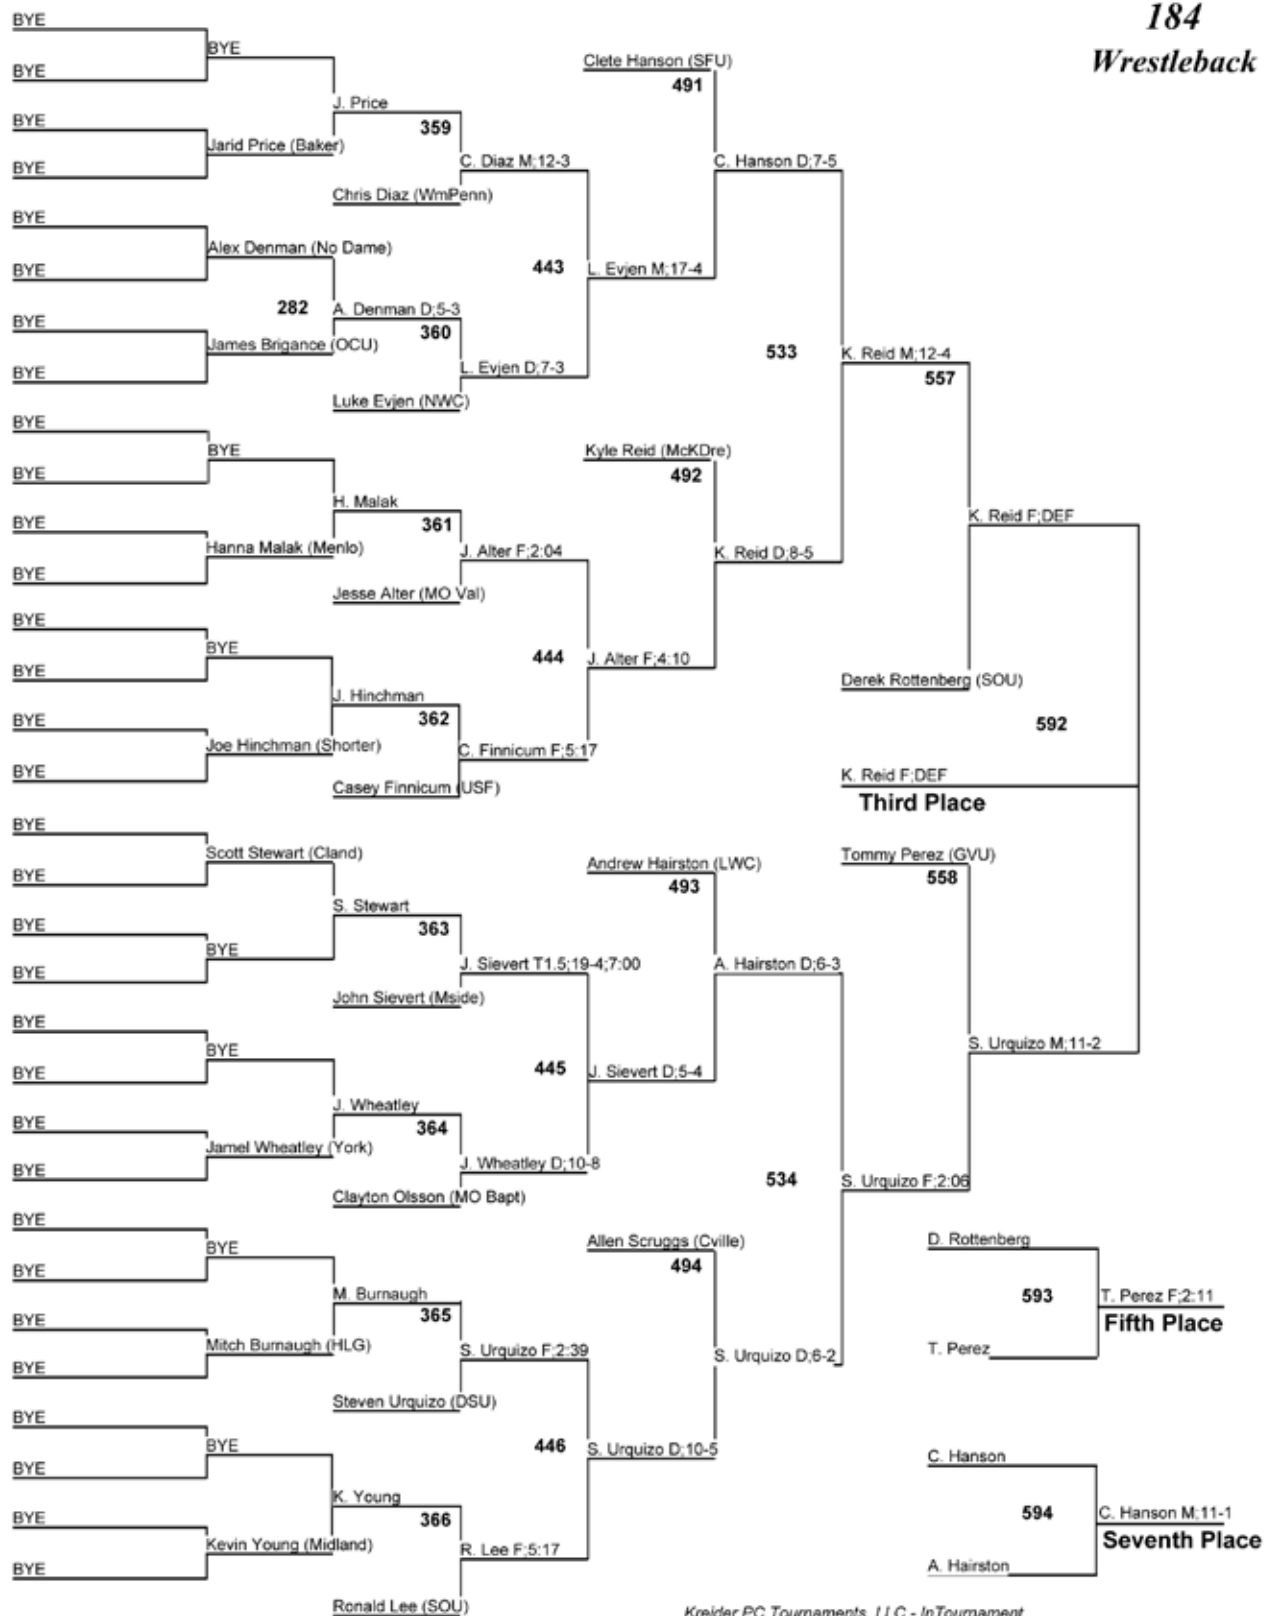 184
Wrestleback
BYE
BYE
BYE
Clete Hanson (SFU)
491
BYE
J. Price
BYE
359
Jarid Price (Baker)
C. Diaz M;12-3
C. Hanson D;7-5
BYE
Chris Diaz (WmPenn)
BYE
Alex Denman (No Dame)
443
L. Evjen M;17-4
BYE
282
A. Denman D;5-3
BYE
360
James Brigance (OCU)
533
K. Reid M;12-4
L. Evjen D;7-3
557
BYE
Luke Evjen (NWC)
BYE
BYE
Kyle Reid (McKDre)
BYE
492
H. Malak
BYE
361
K. Reid F;DEF
Hanna Malak (Menlo)
J. Alter F;2:04
K. Reid D;8-5
BYE
Jesse Alter (MO Val)
BYE
BYE
444
J. Alter F;4:10
BYE
Derek Rottenberg (SOU)
J. Hinchman
BYE
362
592
Joe Hinchman (Shorter)
C. Finnicum F;5:17
BYE
K. Reid F;DEF
Casey Finnicum (USF)
Third Place
BYE
Scott Stewart (Cland)
Andrew Hairston (LWC)
Tommy Perez (GVU)
BYE
493
558
S. Stewart
BYE
363
BYE
J. Sievert T1.5;19-4;7:00
A. Hairston D;6-3
BYE
John Sievert (Mside)
BYE
BYE
S. Urquizo M;11-2
BYE
445
J. Sievert D;5-4
J. Wheatley
BYE
364
Jamel Wheatley (York)
J. Wheatley D;10-8
BYE
534
S. Urquizo F;2:06
Clayton Olsson (MO Bapt)
BYE
BYE
Allen Scruggs (Cville)
D. Rottenberg
BYE
494
M. Burnaugh
593
T. Perez F;2:11
BYE
365
Fifth Place
Mitch Burnaugh (HLG)
S. Urquizo F;2:39
S. Urquizo D;6-2
T. Perez
BYE
Steven Urquizo (DSU)
BYE
BYE
446
S. Urquizo D;10-5
C. Hanson
BYE
K. Young
BYE
366
594
C. Hanson M;11-1
Kevin Young (Midland)
R. Lee F;5:17
Seventh Place
BYE
A. Hairston
Ronald Lee (SOU)
Kreider PC Tournaments, LLC - InTournament